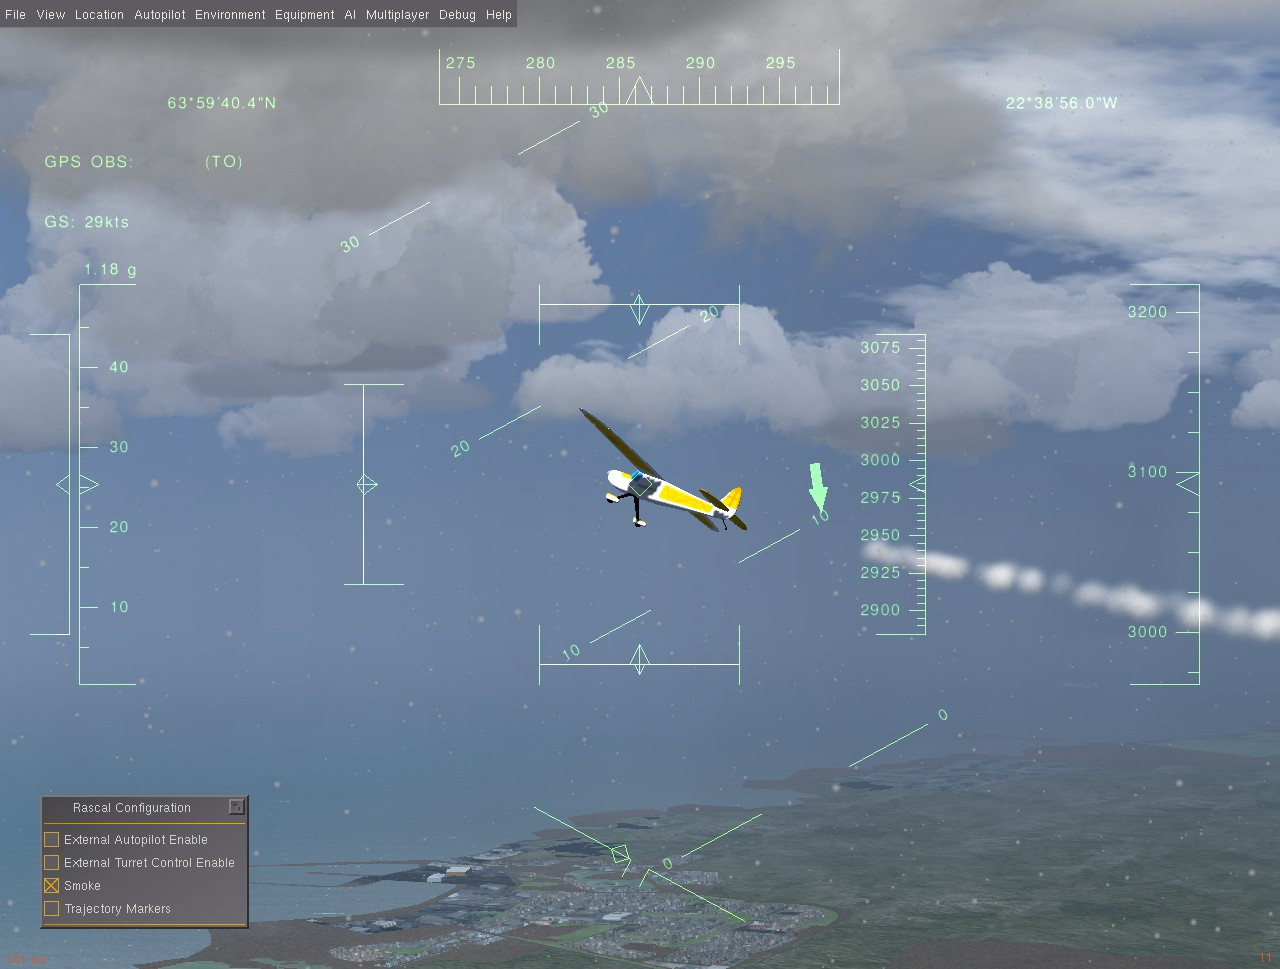 File View Location Autopilot Environment Equipment AI Multiplayer Debug Help
275 280 285 290 295
63*59'40.4"N
22*38'56.0"W
30
GPS OBS: (TO)
GS: 29kts
30
1.18 g
20
3200
3075
40
3050
3025
30
20
3000
3100
2975
20
10
2950
2925
10
2900
3000
10
0
Rascal Configuration
External Autopilot Enable
0
External Turret Control Enable
Smoke
Trajectory Markers
11